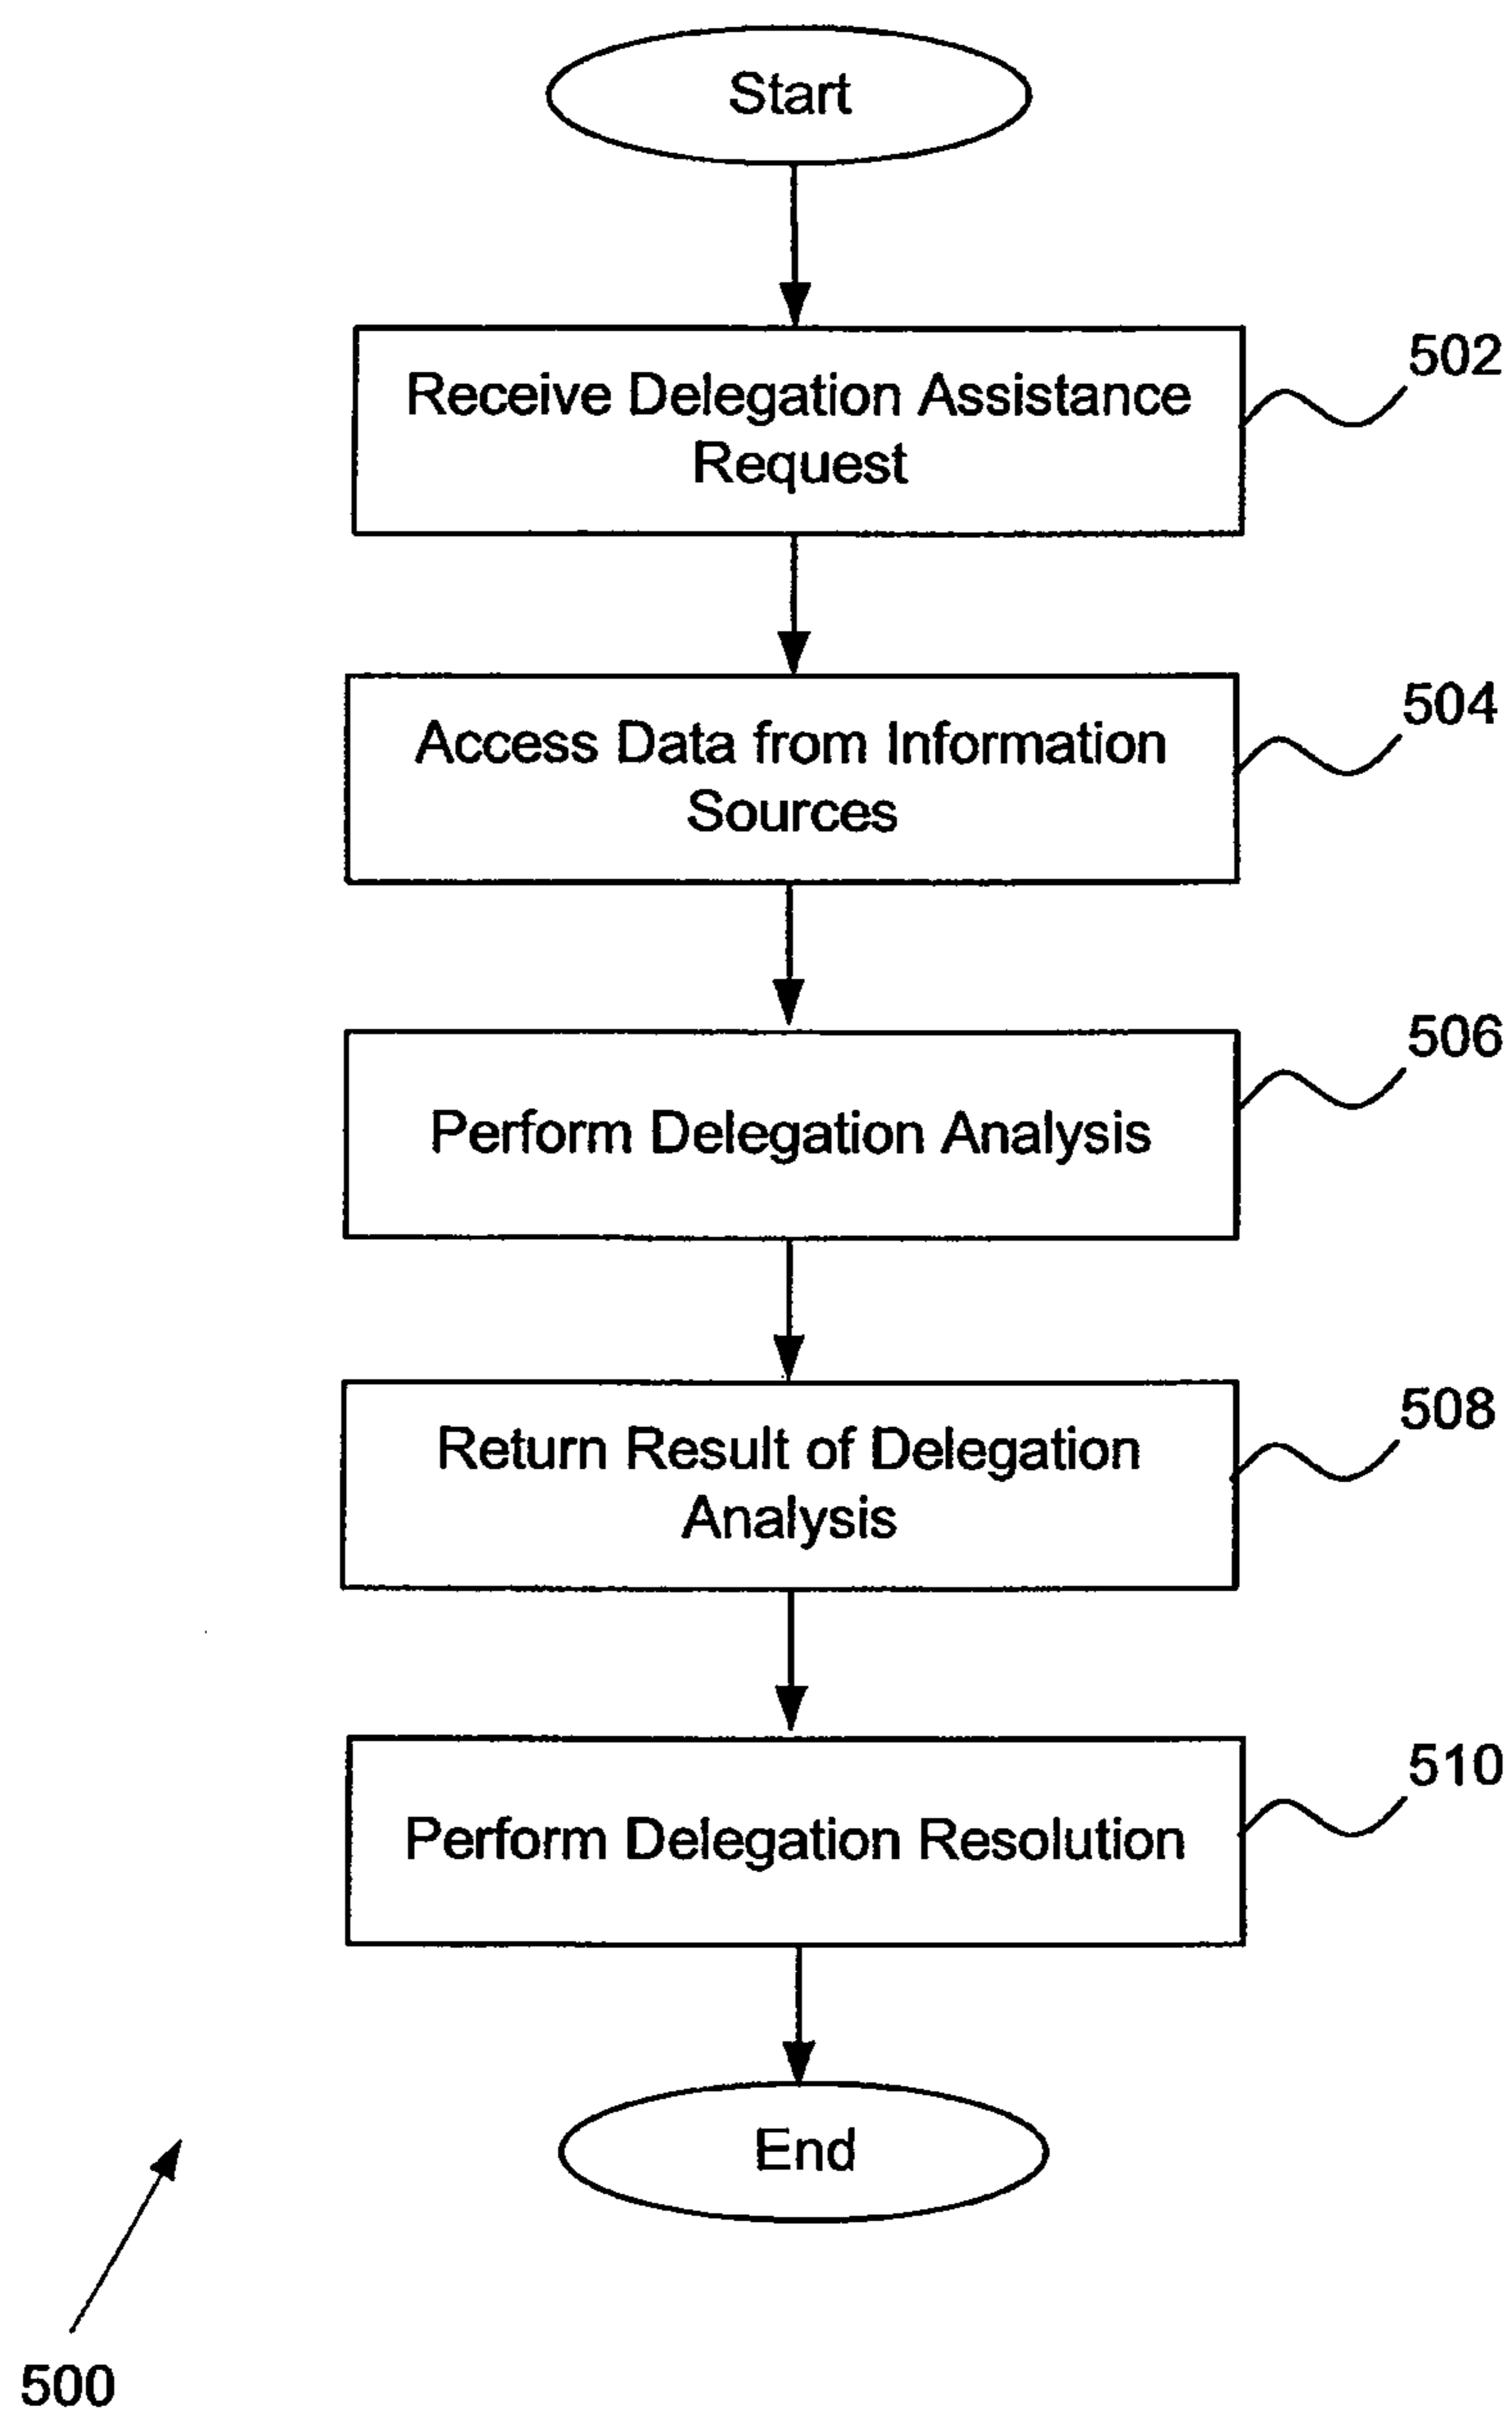 Start
Receive Delegation Assistance
Request
502
Access Data from Information
Sources
504
Perform Delegation Analysis
506
Return Result of Delegation
Analysis
508
Perform Delegation Resolution
510
End
500